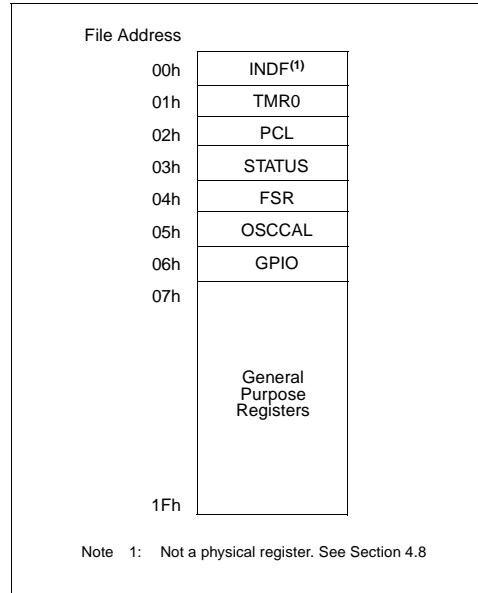 File Address
00h INDF(1)
01h TMR0
02h PCL
03h STATUS
04h FSR
05h OSCCAL
06h GPIO
07h
General
Purpose
Registers
1Fh
Note 1: Not a physical register. See Section 4.8